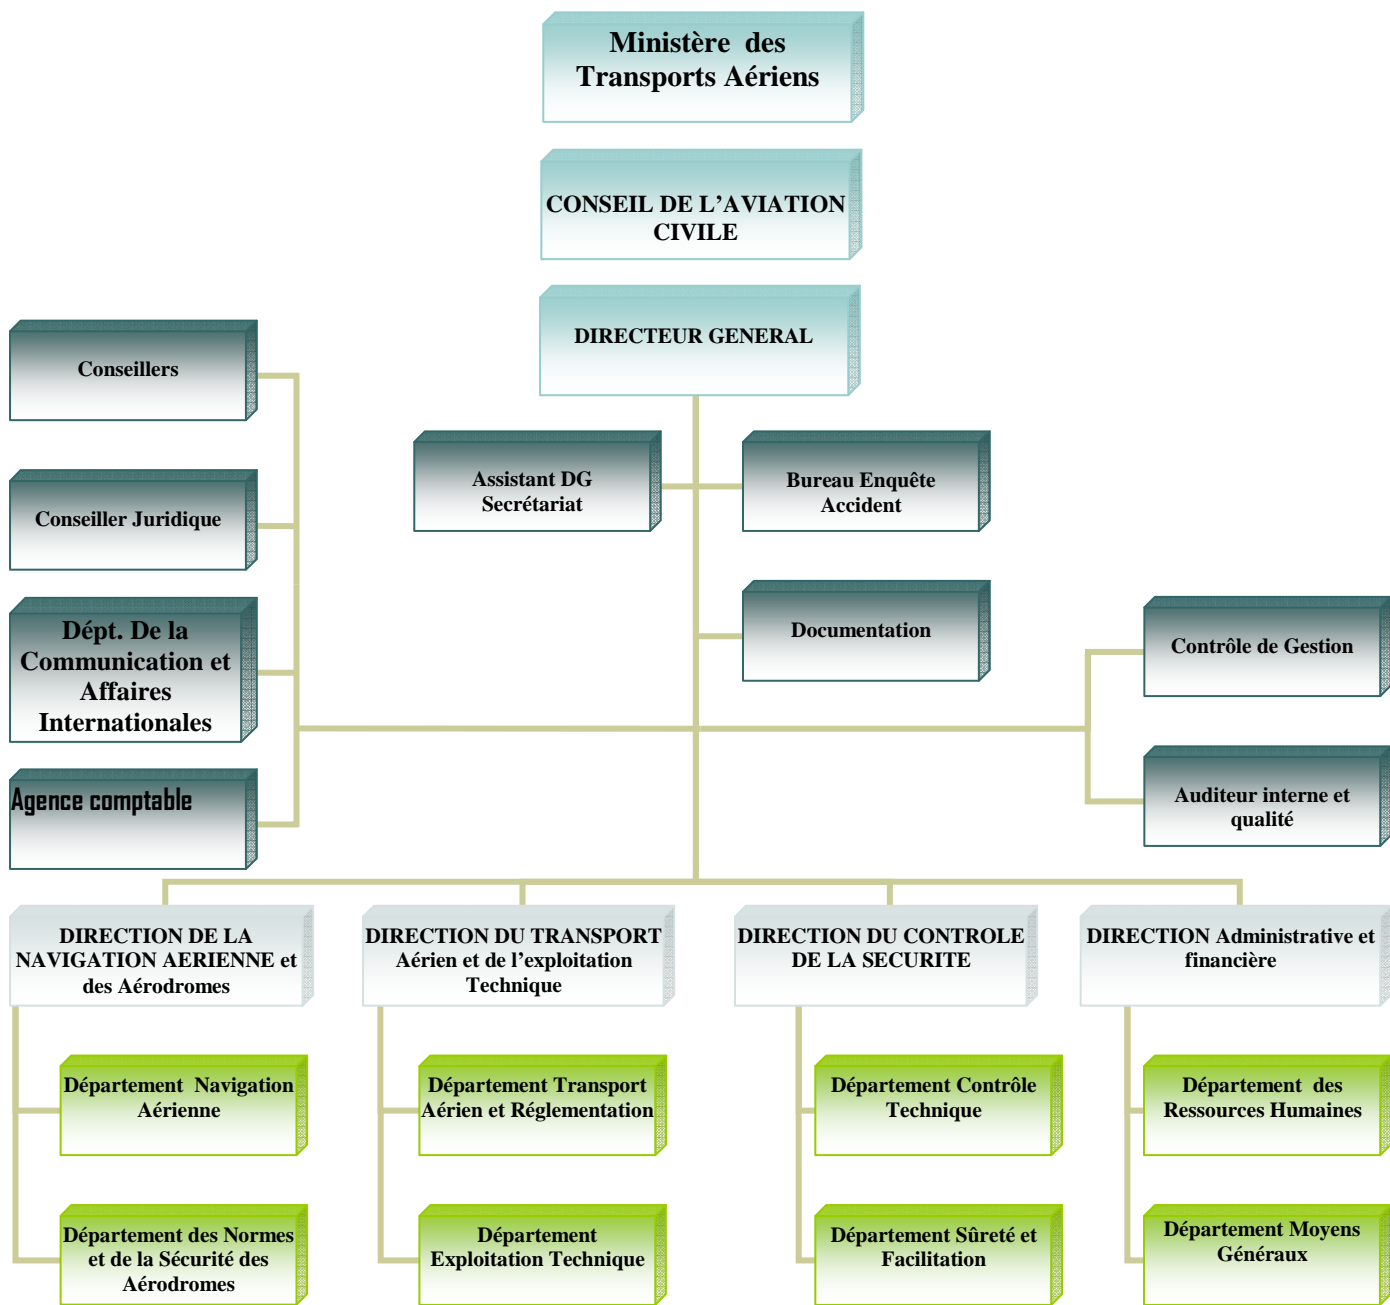 Ministère des
Transports Aériens
CONSEIL DE L'AVIATION
CIVILE
DIRECTEUR GENERAL
Conseillers
Assistant DG
Secrétariat
Bureau Enquête
Accident
Conseiller Juridique
Dépt. De la
Communication et
Affaires
Internationales
Documentation
Contrôle de Gestion
Agence comptable
Auditeur interne et
qualité
DIRECTION DE LA
NAVIGATION AERIENNE et
des Aérodromes
DIRECTION DU TRANSPORT
Aérien et de l'exploitation
Technique
DIRECTION DU CONTROLE
DE LA SECURITE
DIRECTION Administrative et
financière
Département Navigation
Aérienne
Département Transport
Aérien et Réglementation
Département Contrôle
Technique
Département des
Ressources Humaines
Département des Normes
et de la Sécurité des
Aérodromes
Département
Exploitation Technique
Département Sûreté et
Facilitation
Département Moyens
Généraux